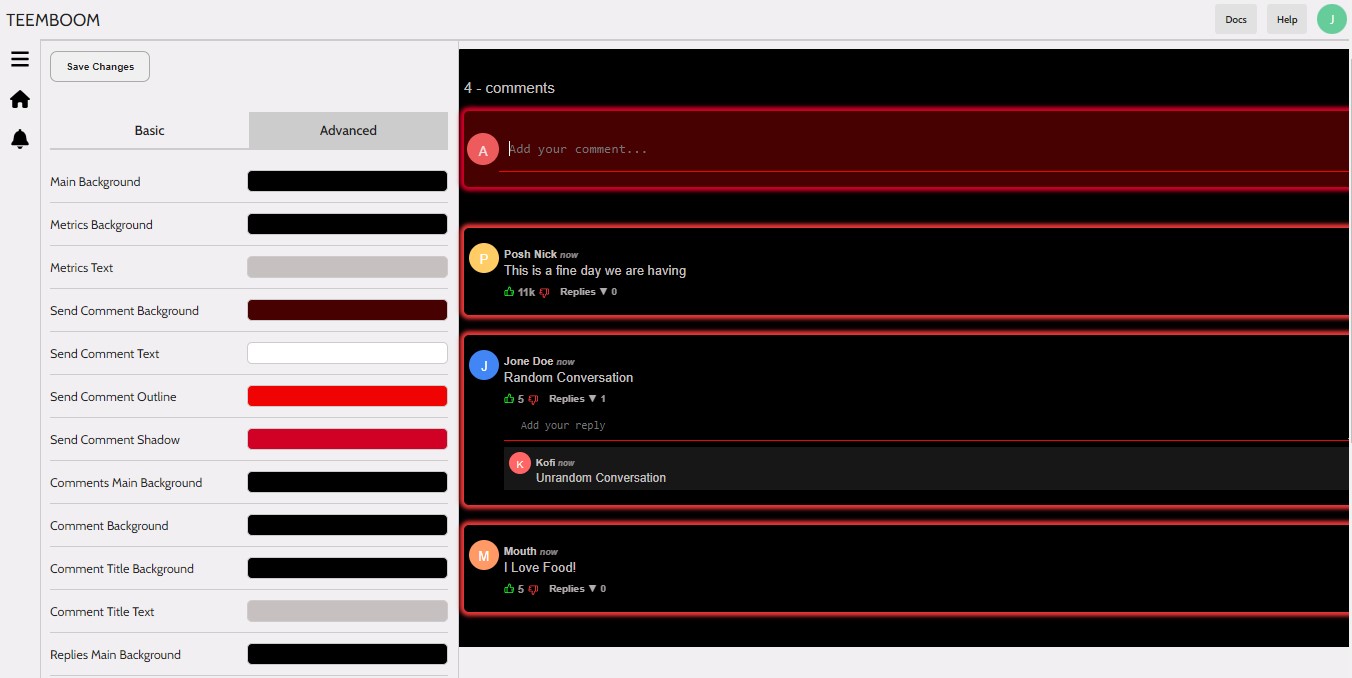 TEEMBOOM
Docs
Help
J
Save Changes
Basic
Advanced
Main Background
Metrics Background
Metrics Text
Send Comment Background
Send Comment Text
Send Comment Outline
Send Comment Shadow
Comments Main Background
Comment Background
Comment Title Background
Comment Title Text
Replies Main Background
4 - comments
A
Add your comment...
P
Posh Nick now
This is a fine day we are having
11k Replies ▼ 0
J
Jone Doe now
Random Conversation
5 Replies ▼ 1
Add your reply
K
Kofi now
Unrandom Conversation
M
Mouth now
I Love Food!
5 Replies ▼ 0